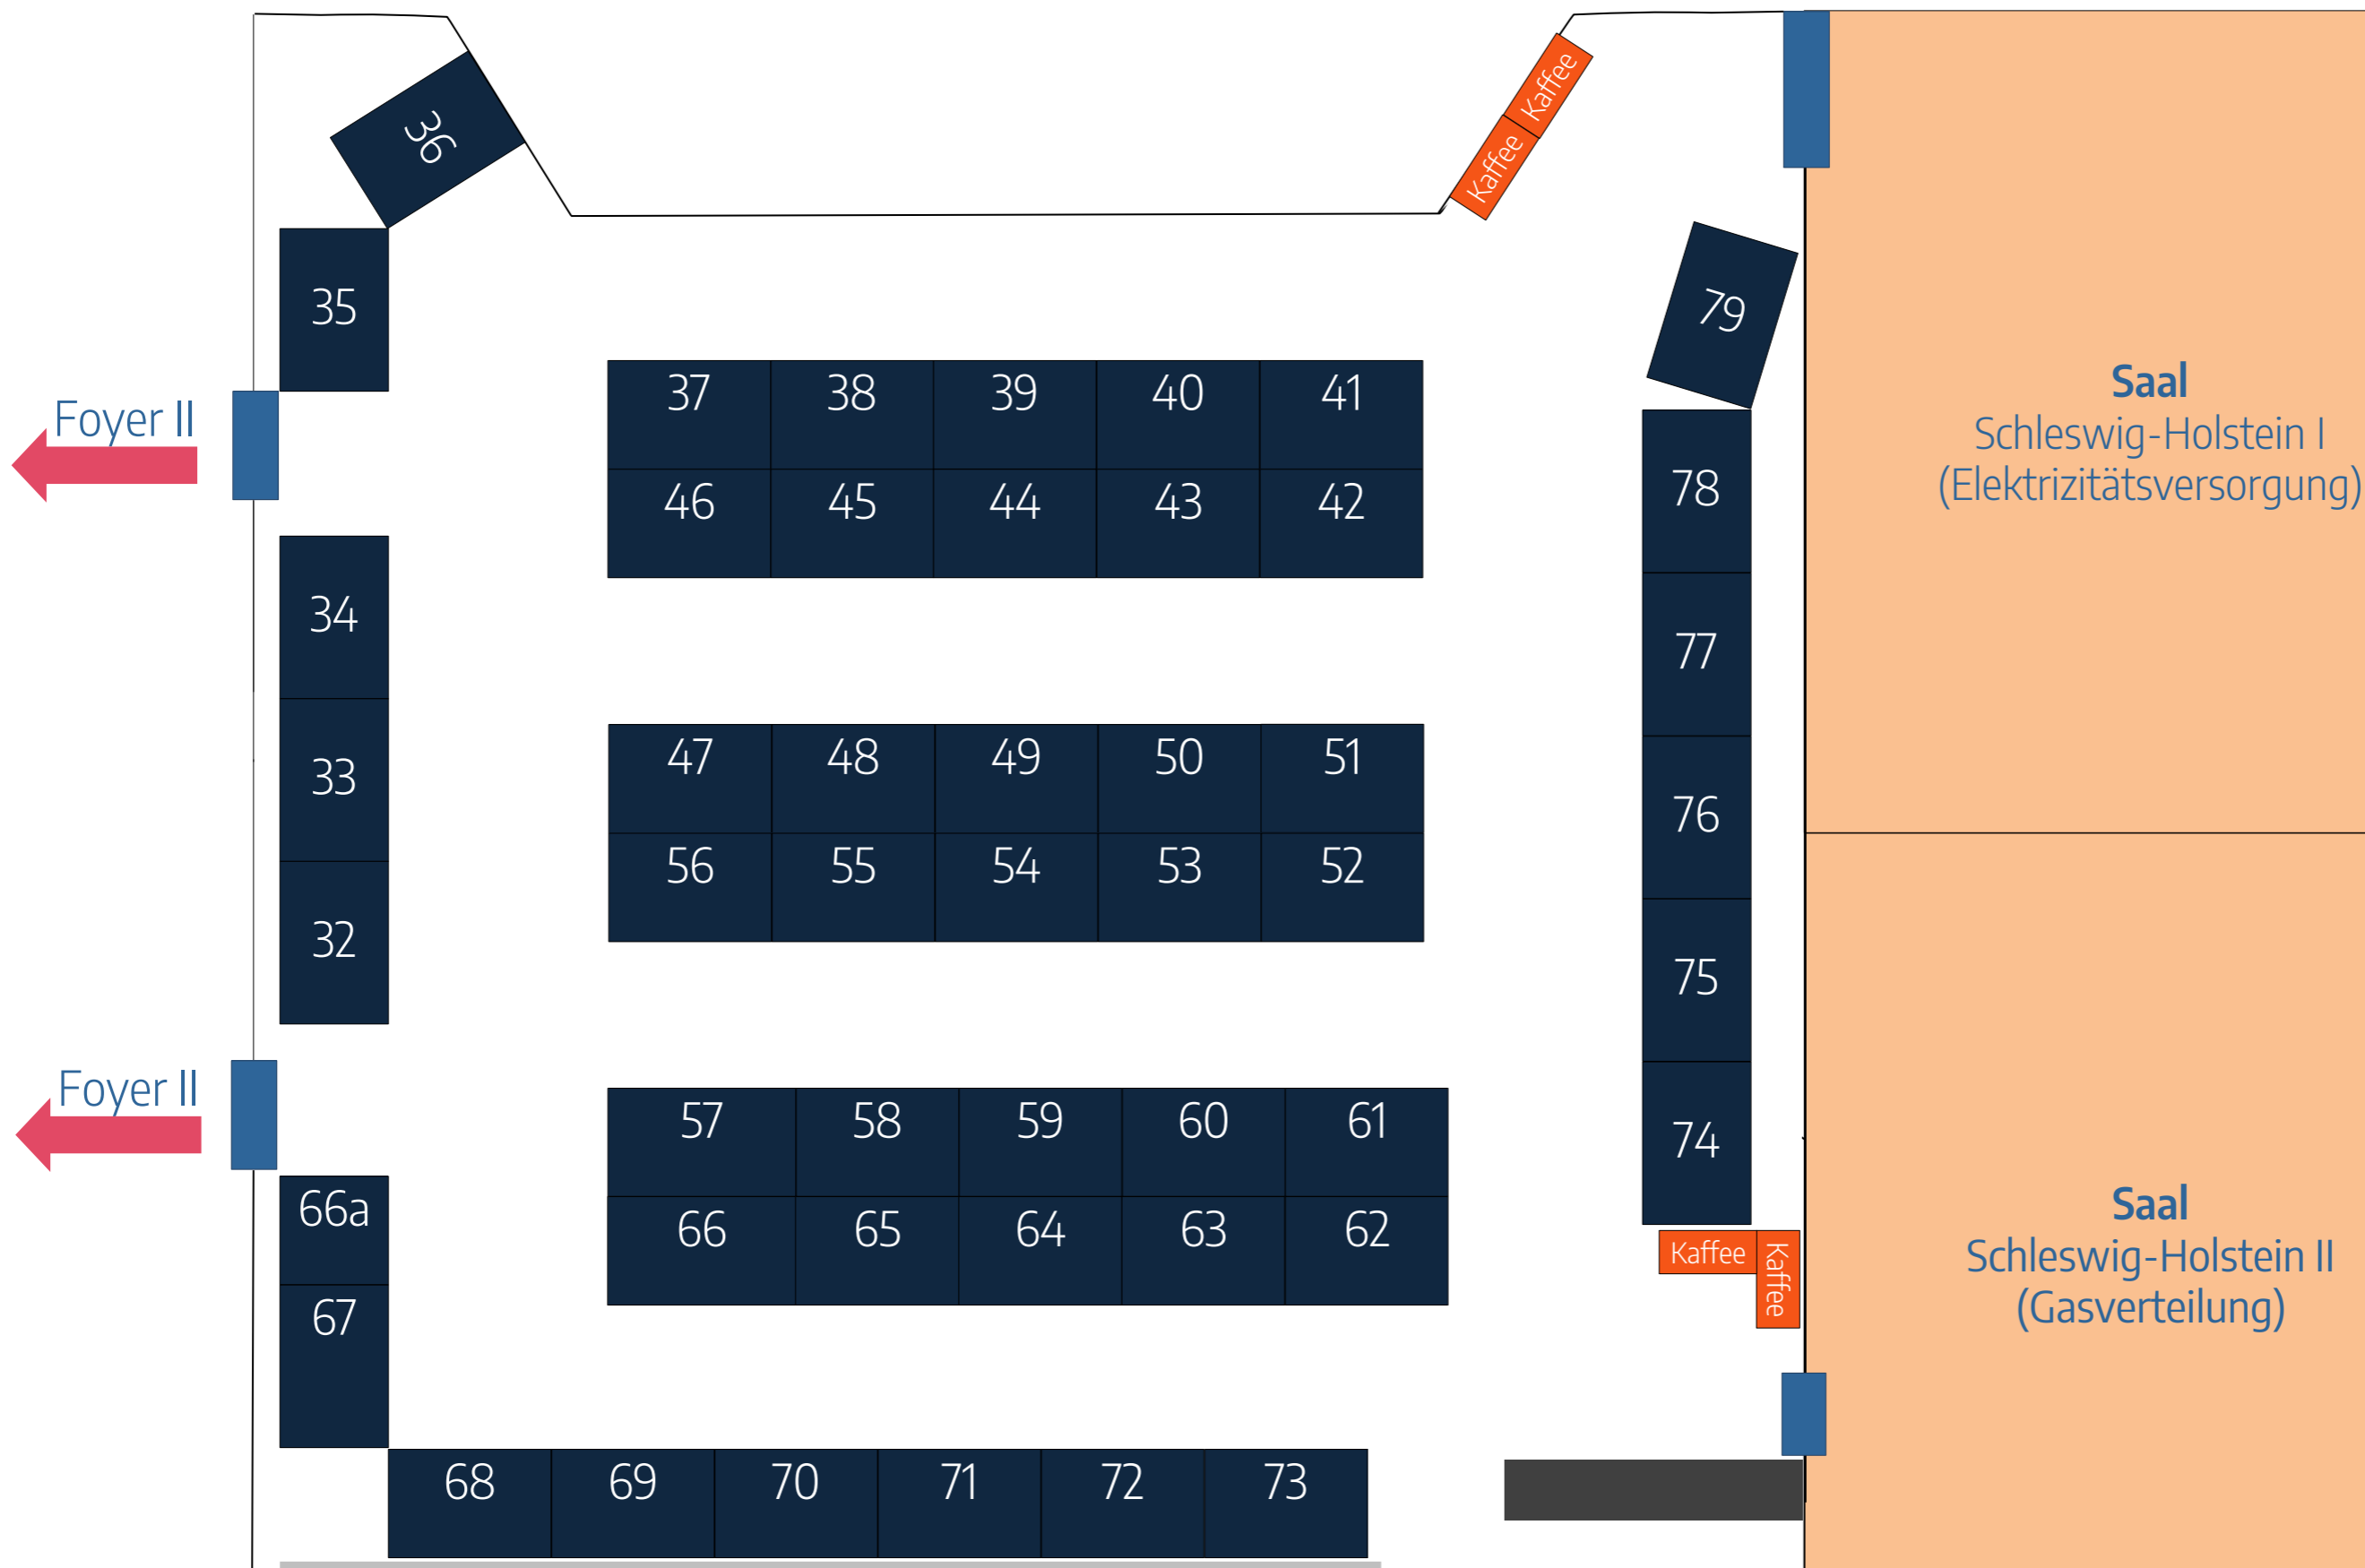 Kaffee
Kaffee
36
35
79
Foyer II
37 38 39 40 41
46 45 44 43 42
Saal
Schleswig-Holstein I
(Elektrizitätsversorgung)
78
34
77
33
47 48 49 50 51
76
56 55 54 53 52
32
75
Foyer II
57 58 59 60 61
74
66a
66 65 64 63 62
Kaffee
Kaffee
67
Saal
Schleswig-Holstein II
(Gasverteilung)
68 69 70 71 72 73